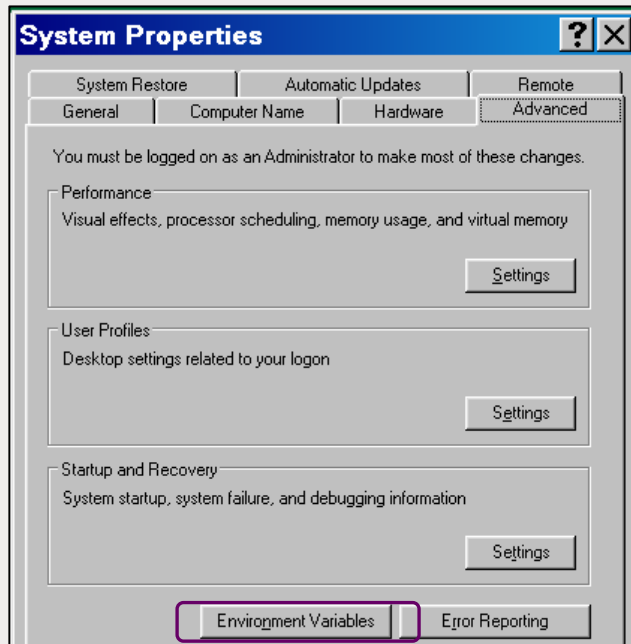 System Properties
System Restore
Automatic Updates
Remote
General
Computer Name
Hardware
Advanced
You must be logged on as an Administrator to make most of these changes.
Performance
Visual effects, processor scheduling, memory usage, and virtual memory
Settings
User Profiles
Desktop settings related to your logon
Settings
Startup and Recovery
System startup, system failure, and debugging information
Settings
Environment Variables
Error Reporting